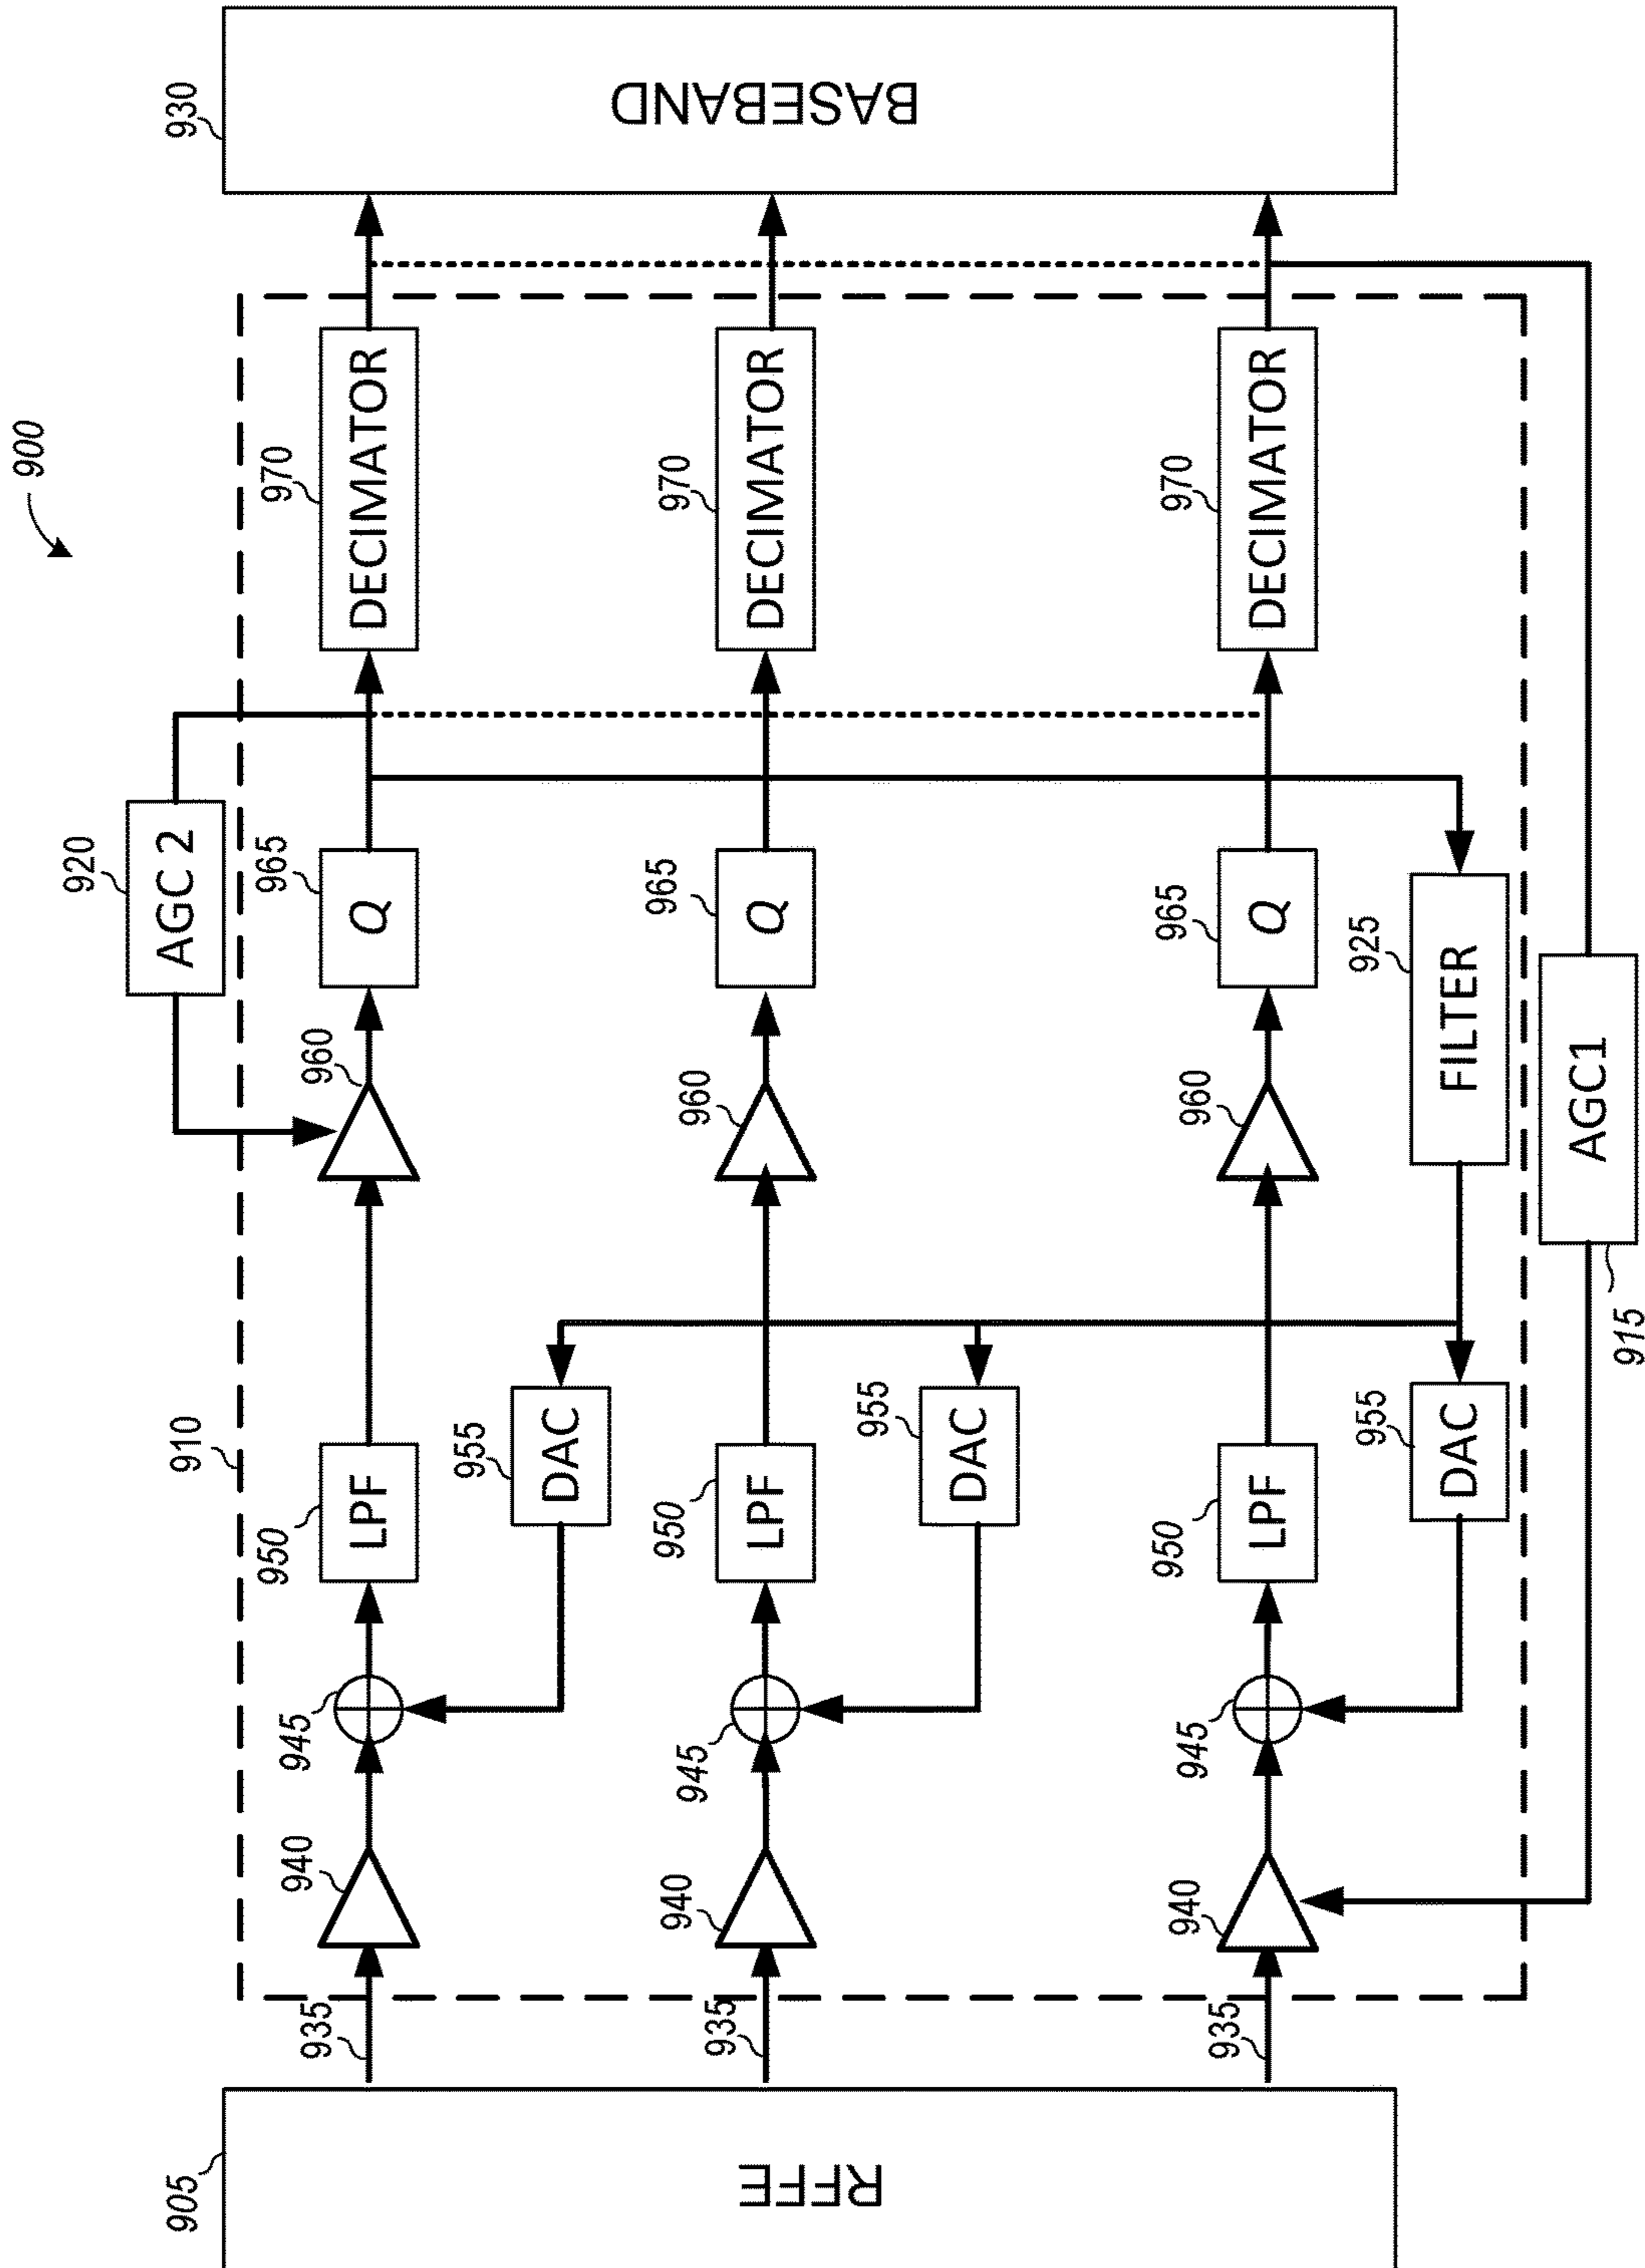 900
905
RFFE
935
935
935
910
940
940
940
945
945
945
950
LPF
950
LPF
950
LPF
955
DAC
955
DAC
955
DAC
960
960
960
920
AGC 2
965
Q
965
Q
965
Q
925
FILTER
AGC1
915
970
DECIMATOR
970
DECIMATOR
970
DECIMATOR
930
BASEBAND